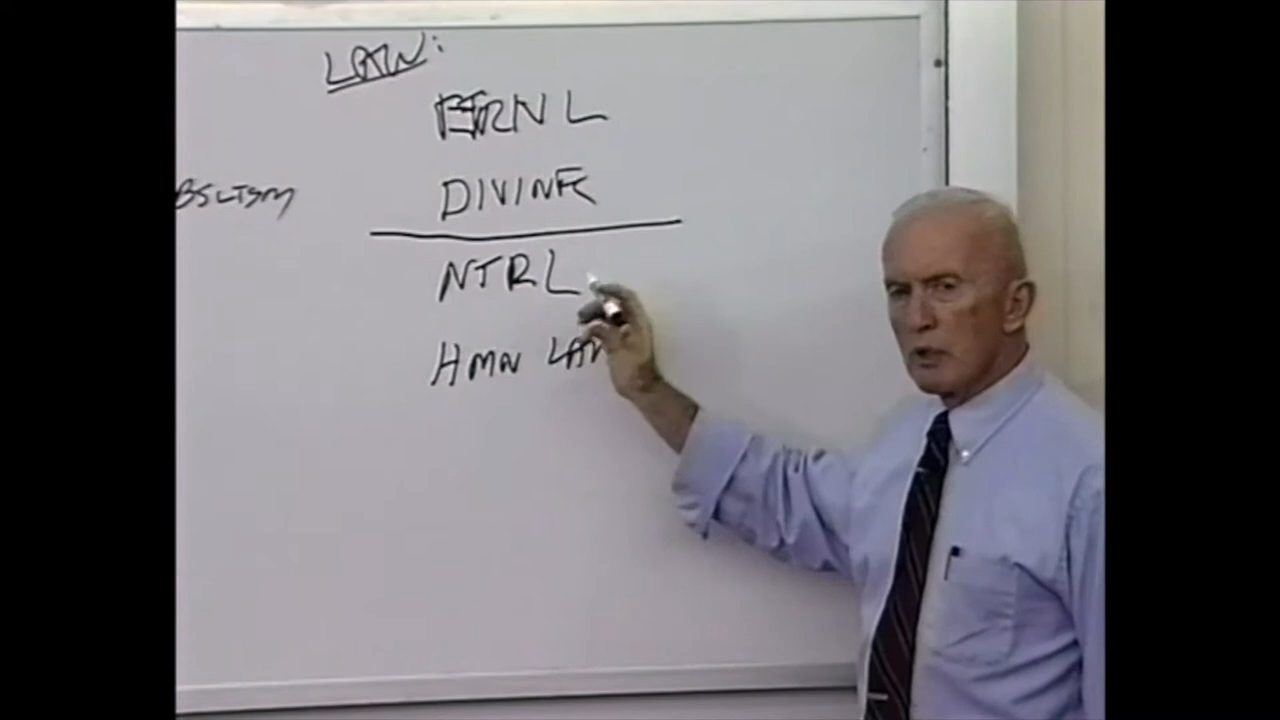 LAW:
ETRNL
DIVINE
BSLTSM
NTRL
HMN LAW